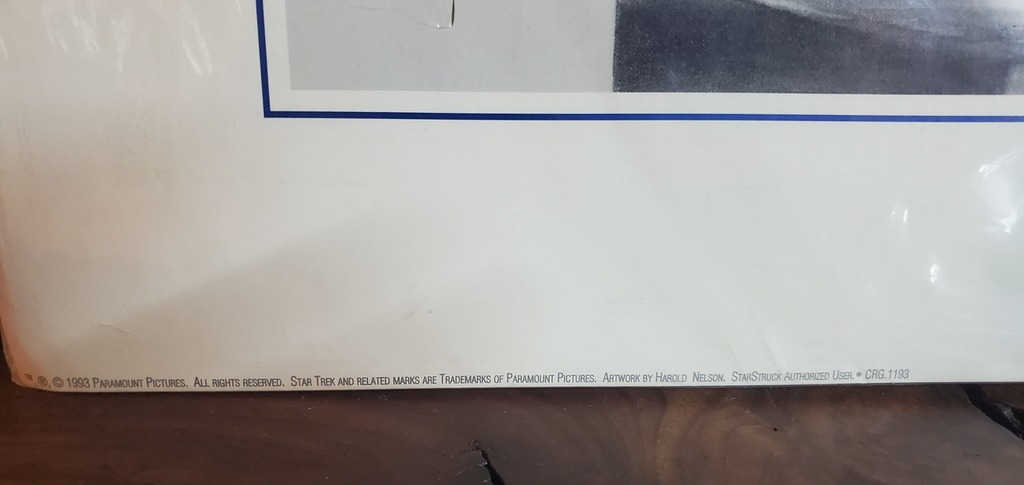 ™ ®, © 1993 Paramount Pictures. All rights reserved. Star Trek and related marks are Trademarks of Paramount Pictures. Artwork by Harold Nelson. StarStruck Authorized User. • CRG.1193